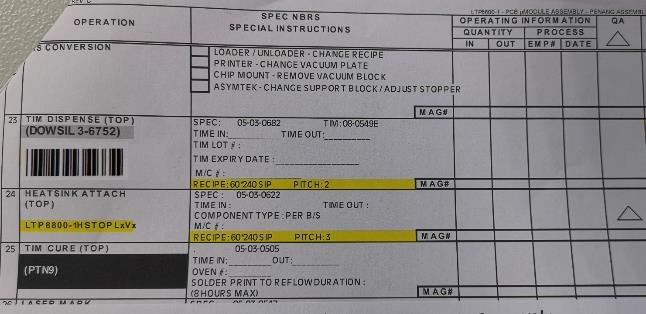 LTP8800-1 - PCB µMODULE ASSEMBLY - PENANG ASSEMBL
OPERATION
SPEC NBRS
SPECIAL INSTRUCTIONS
OPERATING INFORMATION
QA
QUANTITY
PROCESS
IN
OUT
EMP#
DATE
S CONVERSION
LOADER / UNLOADER - CHANGE RECIPE
PRINTER - CHANGE VACUUM PLATE
CHIP MOUNT - REMOVE VACUUM BLOCK
ASYMTEK - CHANGE SUPPORT BLOCK / ADJUST STOPPER
MAG#
23
TIM DISPENSE (TOP)
(DOWSIL 3-6752)
SPEC: 05-03-0682 TIM:08-0549E
TIME IN: TIME OUT:
TIM LOT #:
TIM EXPIRY DATE:
M/C #:
RECIPE:60*240SIP PITCH:2
MAG#
24
HEATSINK ATTACH
(TOP)
LTP8800-1HSTOPLxVx
SPEC: 05-03-0622
TIME IN: TIME OUT:
COMPONENT TYPE:PER B/S
M/C #:
RECIPE:60*240SIP PITCH:3
MAG#
25
TIM CURE (TOP)
(PTN9)
05-03-0505
TIME IN: OUT:
OVEN #:
SOLDER PRINT TO REFLOW DURATION:
(8 HOURS MAX)
MAG#
LASER MARK